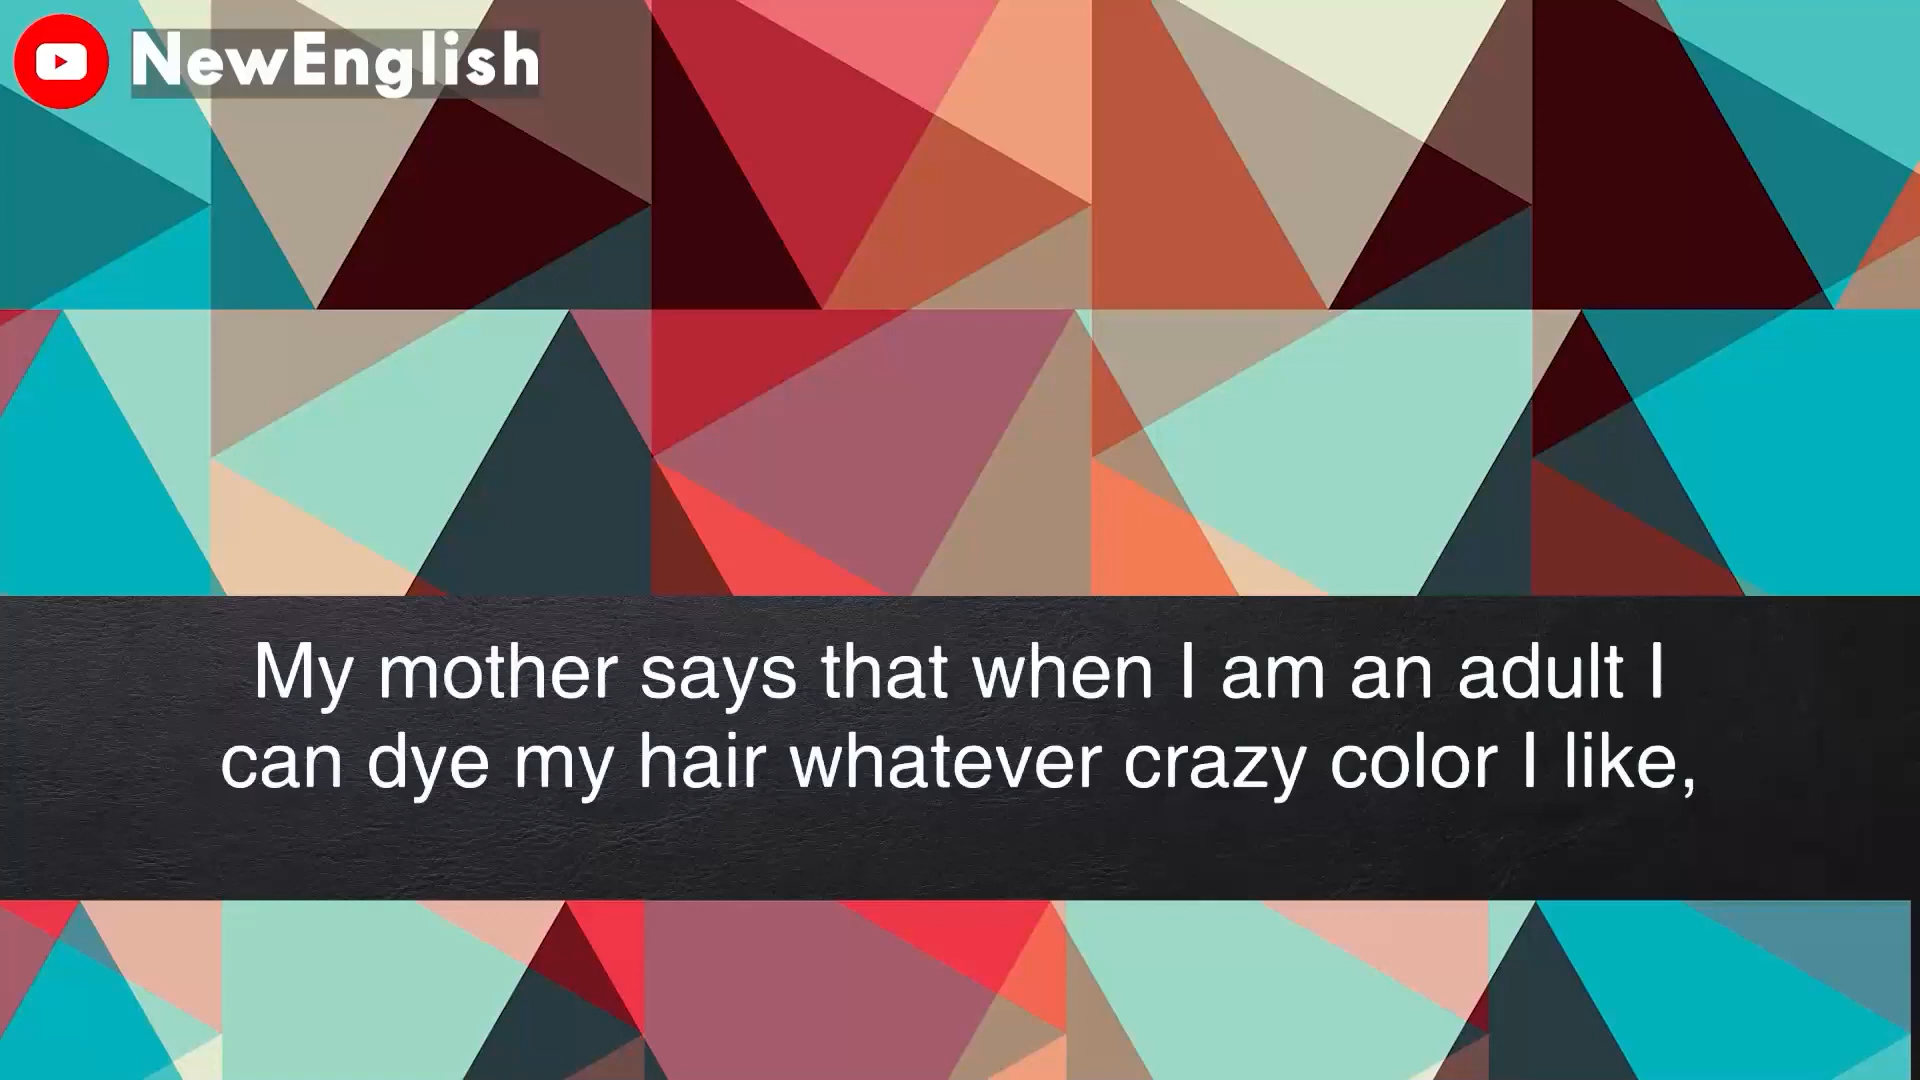 NewEnglish
My mother says that when I am an adult I
can dye my hair whatever crazy color I like,